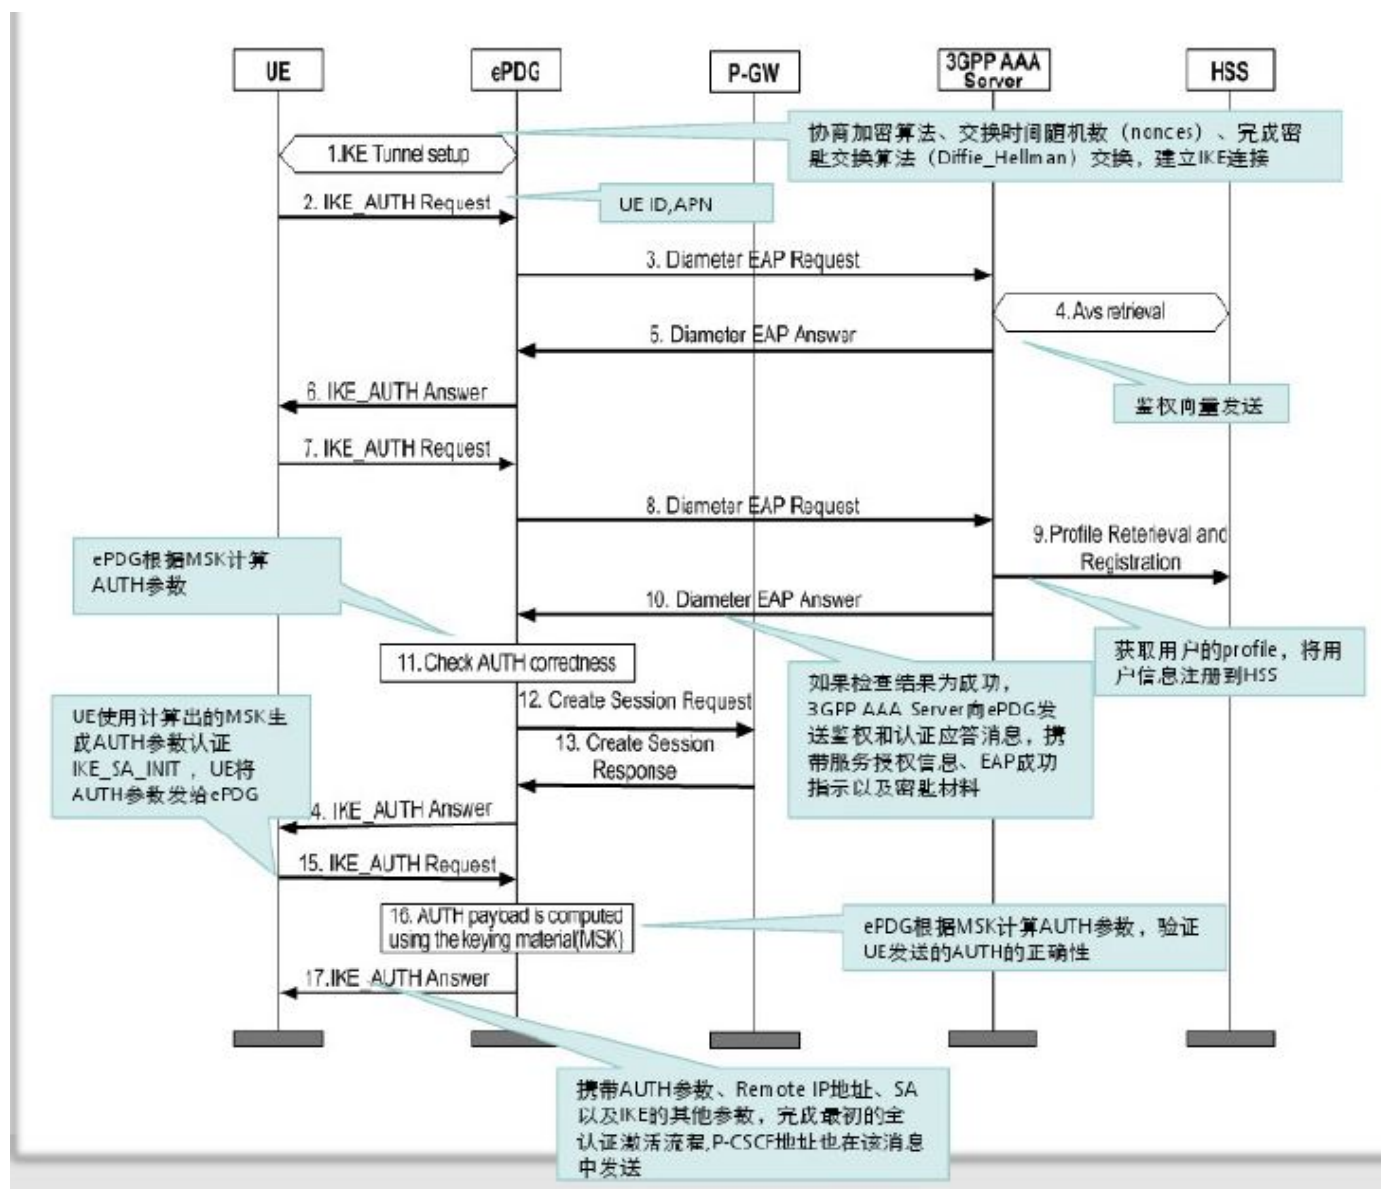 UE
ePDG
P-GW
3GPP AAA
Server
HSS
协商加密算法、交换时间随机数（nonces）、完成密
匙交换算法（Diffie_Hellman）交换，建立IKE连接
1.IKE Tunnel setup
2. IKE_AUTH Request
UE ID,APN
3. Diameter EAP Request
4.Avs retrieval
5. Diameter EAP Answer
鉴权向量发送
6. IKE_AUTH Answer
7. IKE_AUTH Request
8. Diameter EAP Request
9.Profile Reterieval and
Registration
ePDG根据MSK计算
AUTH参数
10. Diameter EAP Answer
获取用户的profile，将用
户信息注册到HSS
11.Check AUTH correctness
如果检查结果为成功，
3GPP AAA Server向ePDG发
送鉴权和认证应答消息，携
带服务授权信息、EAP成功
指示以及密匙材料
12. Create Session Request
UE使用计算出的MSK生
成AUTH参数认证
IKE_SA_INIT ，UE将
AUTH参数发给ePDG
13. Create Session
Response
4. IKE_AUTH Answer
15. IKE_AUTH Request
16. AUTH payload is computed
using the keying material(MSK)
ePDG根据MSK计算AUTH参数，验证
UE发送的AUTH的正确性
17.IKE_AUTH Answer
携带AUTH参数、Remote IP地址、SA
以及IKE的其他参数，完成最初的全
认证激活流程,P-CSCF地址也在该消息
中发送